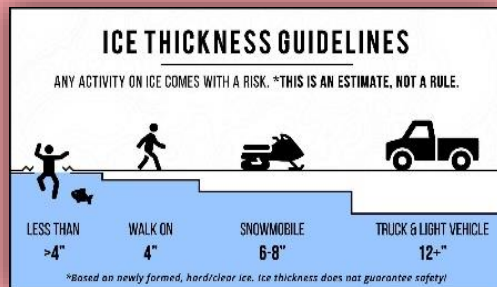 ICE THICKNESS GUIDELINES
ANY ACTIVITY ON ICE COMES WITH A RISK. *THIS IS AN ESTIMATE, NOT A RULE.
LESS THAN
>4"
WALK ON
4"
SNOWMOBILE
6-8"
TRUCK & LIGHT VEHICLE
12+"
*Based on newly formed, hard/clear ice. Ice thickness does not guarantee safety!